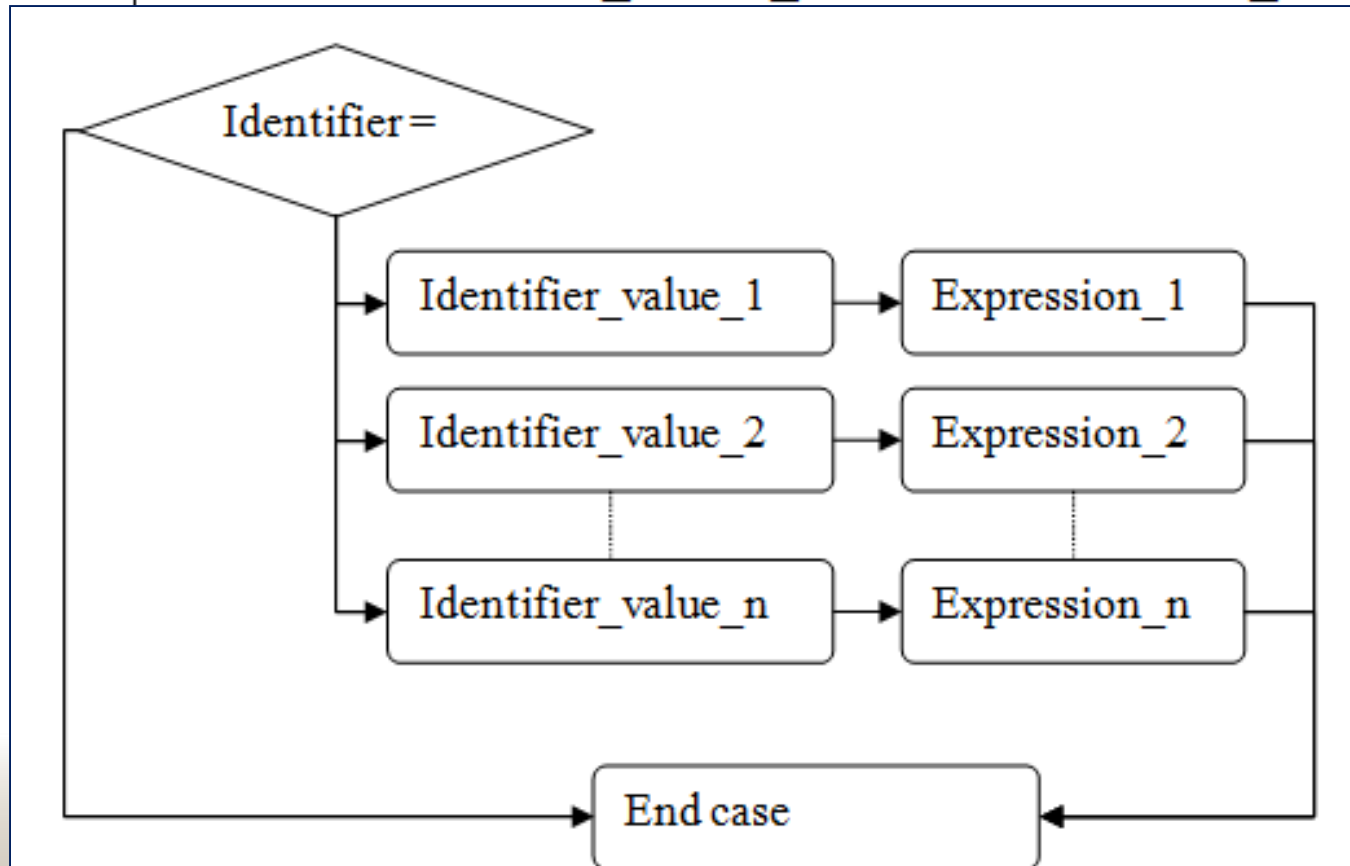 Identifier =
Identifier_value_1
Expression_1
Identifier_value_2
Expression_2
Identifier_value_n
Expression_n
End case